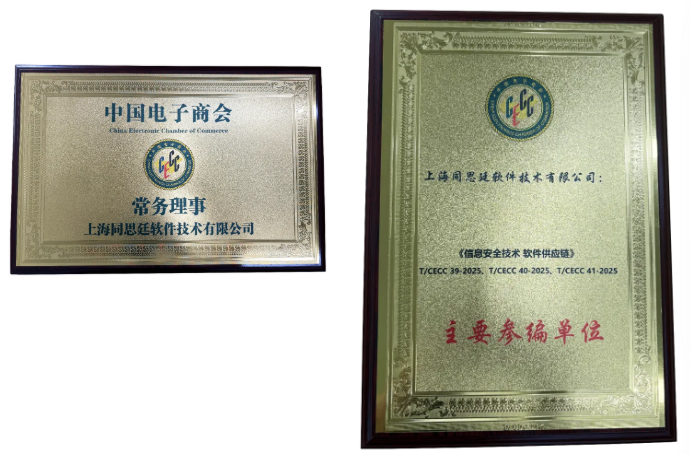 中国电子商会
China Electronic Chamber of Commerce
CECC
常务理事
上海同思廷软件技术有限公司
CECC
上海同思廷软件技术有限公司：
《信息安全技术 软件供应链》
T/CECC 39-2025、T/CECC 40-2025、T/CECC 41-2025
主要参编单位